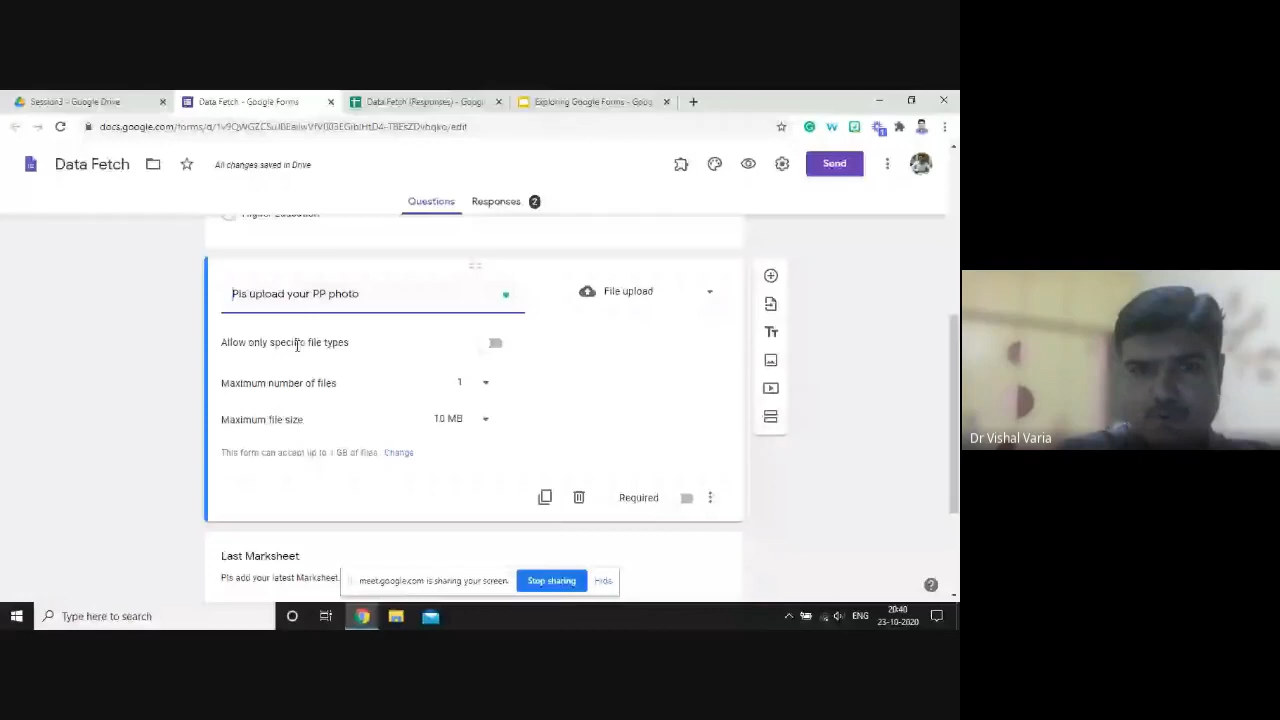 Session3 - Google Drive
Data Fetch - Google Forms
Data Fetch (Responses) - Goog
Exploring Google Forms - Goog
Data Fetch
All changes saved in Drive
Send
Questions
Responses 2
Higher Education
Pls upload your PP photo
File upload
Allow only specific file types
Maximum number of files
1
Maximum file size
10 MB
This form can accept up to 1 GB of files. Change
Required
Last Marksheet
Pls add your latest Marksheet.
meet.google.com is sharing your screen.
Stop sharing
Hide
Type here to search
ENG
20:40
23-10-2020
Dr Vishal Varia